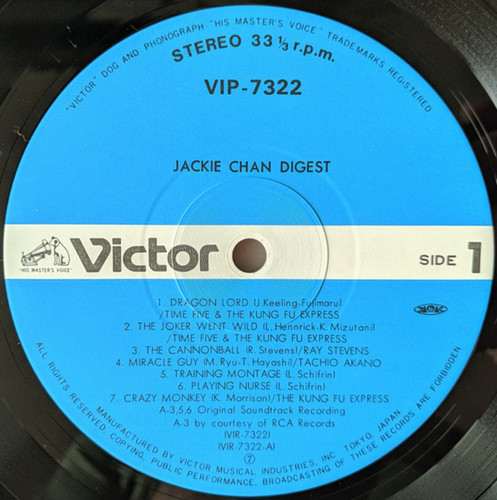 "VICTOR" DOG AND PHONOGRAPH "HIS MASTER'S VOICE" TRADEMARKS REGISTERED
STEREO 33 1/3 r.p.m.
VIP-7322
JACKIE CHAN DIGEST
"HIS MASTER'S VOICE"
Victor
SIDE 1
1. DRAGON LORD (J.Keeling-Fujimaru)
/TIME FIVE & THE KUNG FU EXPRESS
2. THE JOKER WENT WILD (L. Hennrick-K. Mizutani)
/TIME FIVE & THE KUNG FU EXPRESS
3. THE CANNONBALL (R. Stevens)/RAY STEVENS
4. MIRACLE GUY (M. Ryu-T. Hayashi)/TACHIO AKANO
5. TRAINING MONTAGE (L. Schifrin)
6. PLAYING NURSE (L. Schifrin)
7. CRAZY MONKEY (K. Morrison)/THE KUNG FU EXPRESS
A-3,5,6 Original Soundtrack Recording
A-3 by courtesy of RCA Records
(VIR-7322)
(VIR-7322-A)
⑦
ALL RIGHTS RESERVED. COPYING, PUBLIC PERFORMANCE, BROADCASTING OF THESE RECORDS ARE FORBIDDEN
MANUFACTURED BY VICTOR MUSICAL INDUSTRIES, INC. TOKYO, JAPAN